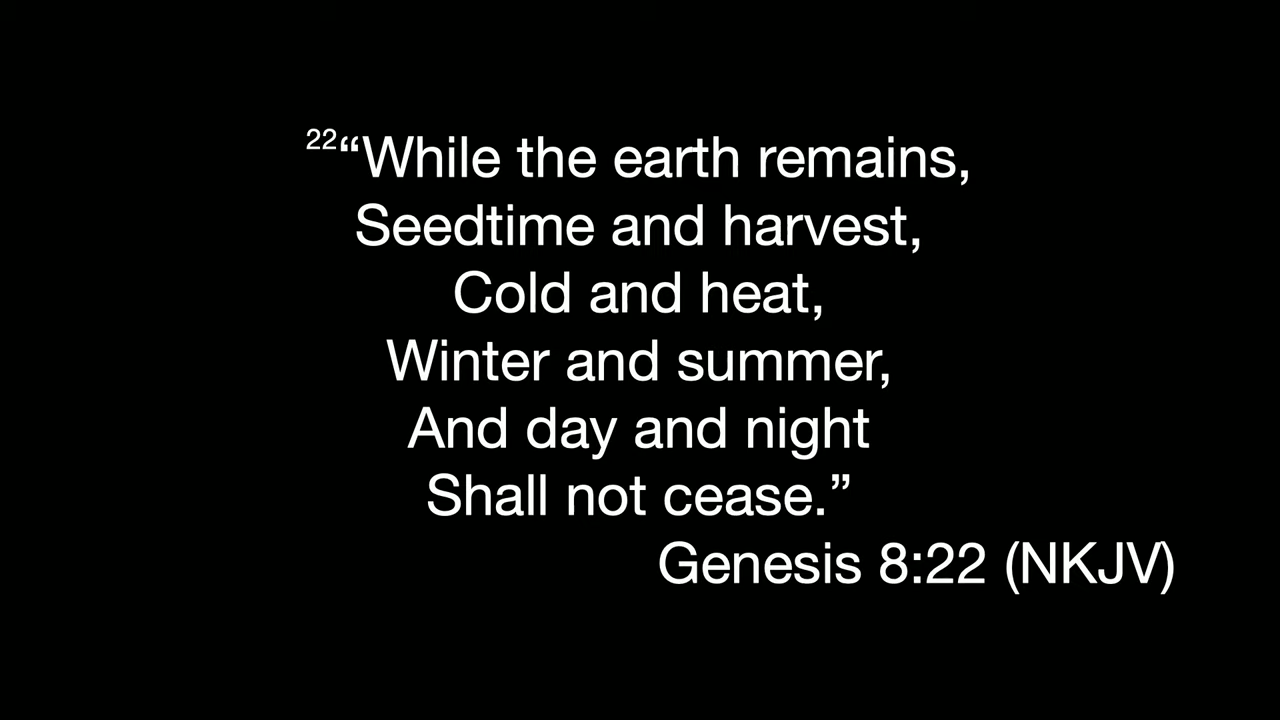 22“While the earth remains,
Seedtime and harvest,
Cold and heat,
Winter and summer,
And day and night
Shall not cease.”
Genesis 8:22 (NKJV)